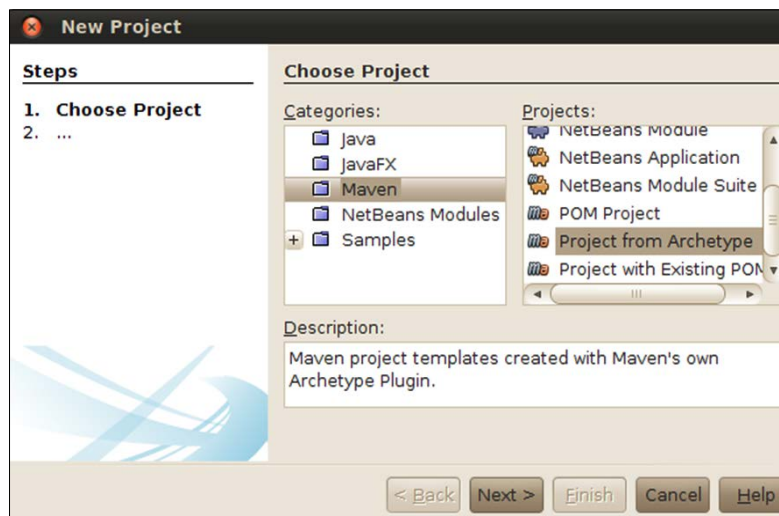 New Project
Steps
1. Choose Project
2. ...
Choose Project
Categories:
Java
JavaFX
Maven
NetBeans Modules
Samples
Projects:
NetBeans Module
NetBeans Application
NetBeans Module Suite
POM Project
Project from Archetype
Project with Existing POM
Description:
Maven project templates created with Maven's own
Archetype Plugin.
< Back
Next >
Finish
Cancel
Help